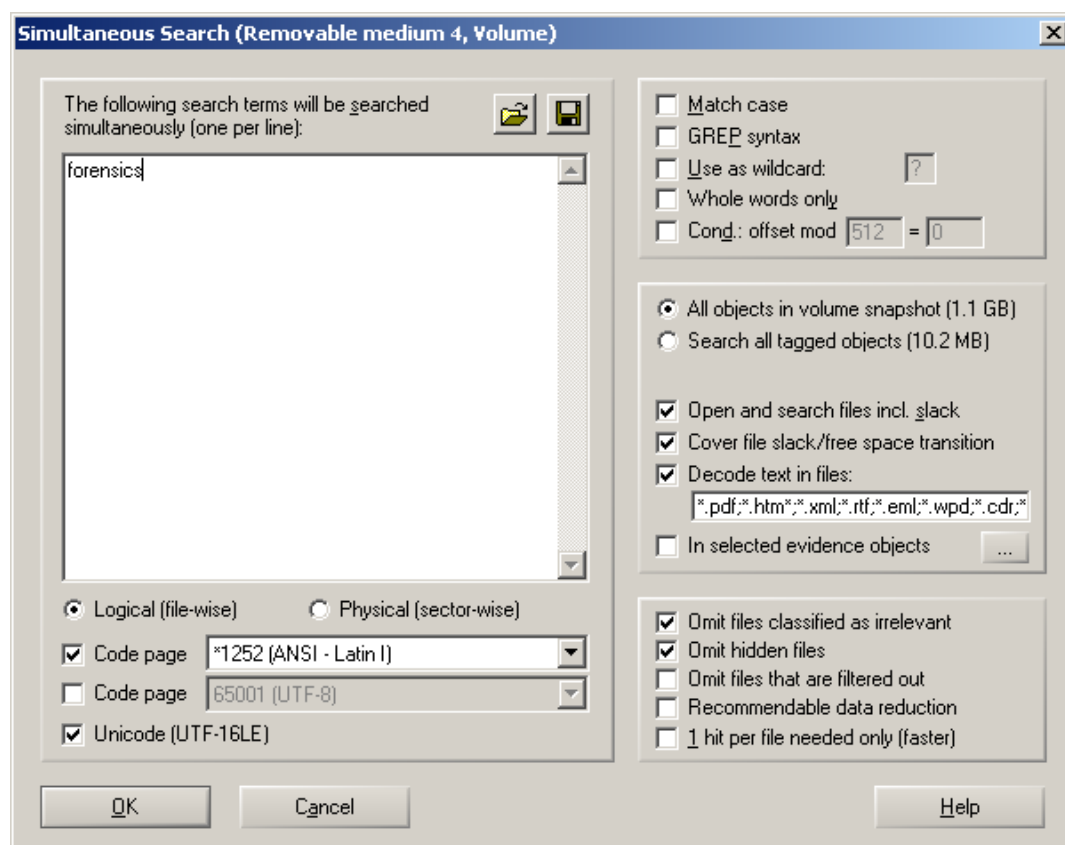 Simultaneous Search (Removable medium 4, Volume)
The following search terms will be searched
simultaneously (one per line):
forensics
Logical (file-wise)
Physical (sector-wise)
Code page
*1252 (ANSI - Latin I)
Code page
65001 (UTF-8)
Unicode (UTF-16LE)
Match case
GREP syntax
Use as wildcard: ?
Whole words only
Cond.: offset mod 512 = 0
All objects in volume snapshot (1.1 GB)
Search all tagged objects (10.2 MB)
Open and search files incl. slack
Cover file slack/free space transition
Decode text in files:
*.pdf;*.htm*;*.xml;*.rtf;*.eml;*.wpd;*.cdr;*
In selected evidence objects ...
Omit files classified as irrelevant
Omit hidden files
Omit files that are filtered out
Recommendable data reduction
1 hit per file needed only (faster)
OK
Cancel
Help